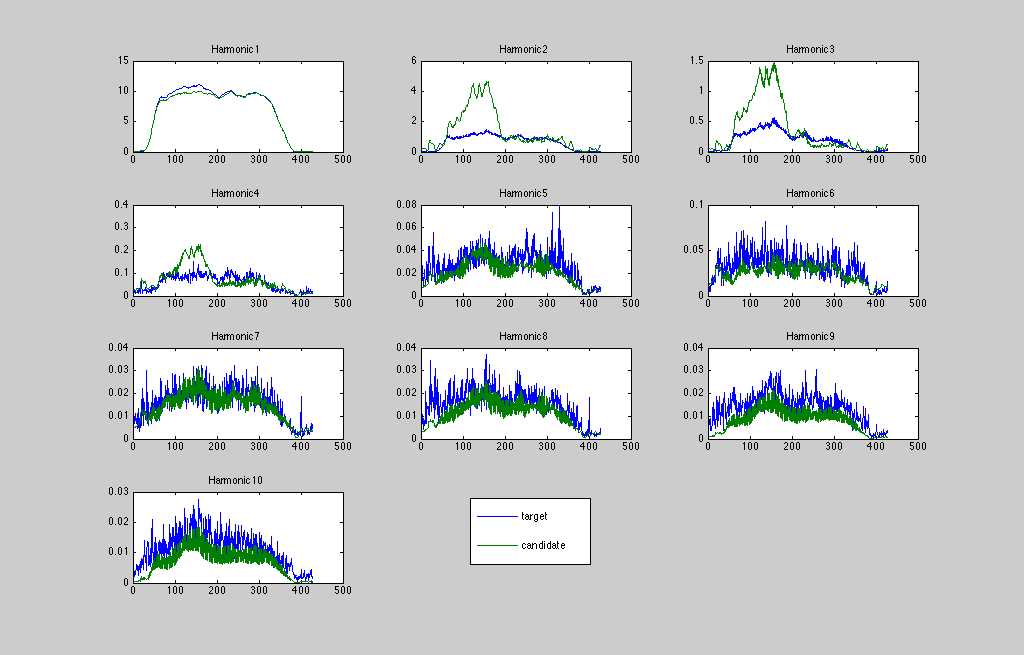 Harmonic1 Harmonic2 Harmonic3
15 6 1.5
10 4 1
5 2 0.5
0 0 0
0 100 200 300 400 500 0 100 200 300 400 500 0 100 200 300 400 500
Harmonic4 Harmonic5 Harmonic6
0.4 0.08 0.1
0.3 0.06
0.2 0.04 0.05
0.1 0.02
0 0 0
0 100 200 300 400 500 0 100 200 300 400 500 0 100 200 300 400 500
Harmonic7 Harmonic8 Harmonic9
0.04 0.04 0.04
0.03 0.03 0.03
0.02 0.02 0.02
0.01 0.01 0.01
0 0 0
0 100 200 300 400 500 0 100 200 300 400 500 0 100 200 300 400 500
Harmonic10
0.03
0.02
0.01
0
0 100 200 300 400 500
target
candidate